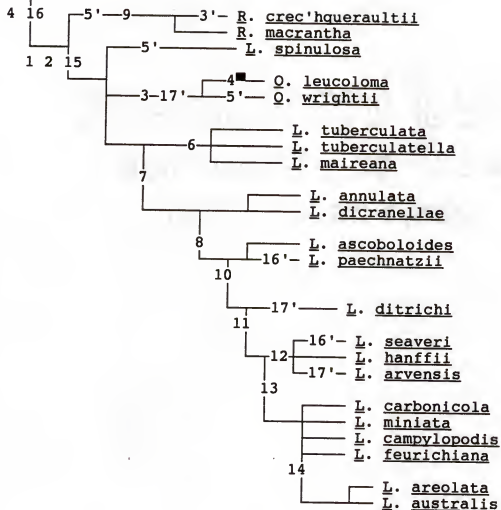 4 16 5' 9 3' R. crec'hqueraultii
R. macrantha
1 2 15 5' L. spinulosa
4 O. leucoloma
3-17' 5' O. wrightii
L. tuberculata
6 L. tuberculatella
L. maireana
7
L. annulata
L. dicranellae
8
L. ascoboloides
16' L. paechnatzii
10
17' L. ditrichi
11
16' L. seaveri
12 L. hanffii
17' L. arvensis
13
L. carbonicola
L. miniata
L. campylopodis
L. feurichiana
14
L. areolata
L. australis